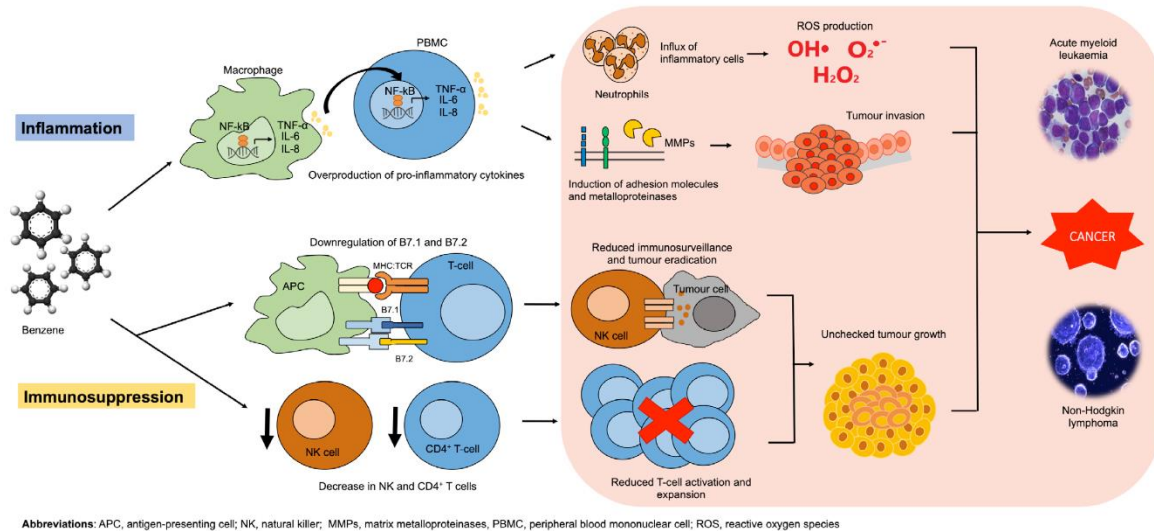 Inflammation
Benzene
Immunosuppression
Macrophage
NF-kB
TNF-α
IL-6
IL-8
PBMC
NF-kB
TNF-α
IL-6
IL-8
Overproduction of pro-inflammatory cytokines
Downregulation of B7.1 and B7.2
MHC:TCR
T-cell
APC
B7.1
B7.2
NK cell
CD4⁺ T-cell
Decrease in NK and CD4⁺ T cells
Influx of
inflammatory cells
Neutrophils
ROS production
OH• O₂•⁻
H₂O₂
MMPs
Induction of adhesion molecules
and metalloproteinases
Tumour invasion
Reduced immunosurveillance
and tumour eradication
Tumour cell
NK cell
Unchecked tumour growth
Reduced T-cell activation and
expansion
Acute myeloid
leukaemia
CANCER
Non-Hodgkin
lymphoma
Abbreviations: APC, antigen-presenting cell; NK, natural killer; MMPs, matrix metalloproteinases, PBMC, peripheral blood mononuclear cell; ROS, reactive oxygen species